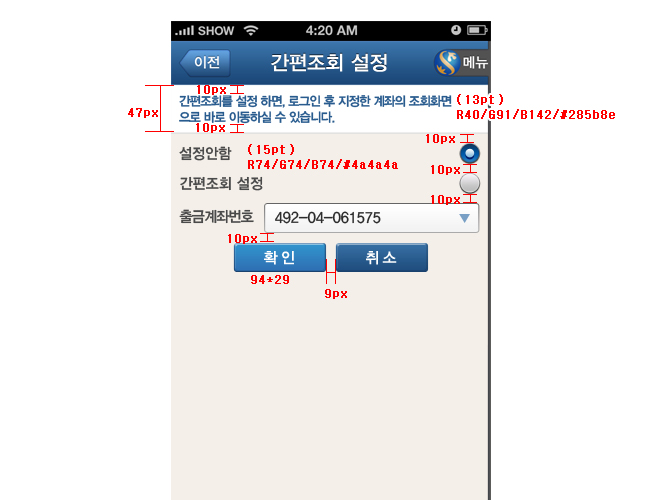 SHOW 4:20 AM
이전 간편조회 설정 메뉴
10px
47px
간편조회를 설정 하면, 로그인 후 지정한 계좌의 조회화면 (13pt)
으로 바로 이동하실 수 있습니다. R40/G91/B142/#285b8e
10px
10px
설정안함 (15pt)
R74/G74/B74/#4a4a4a
10px
간편조회 설정
10px
출금계좌번호 492-04-061575
10px
확 인 취 소
94*29
9px